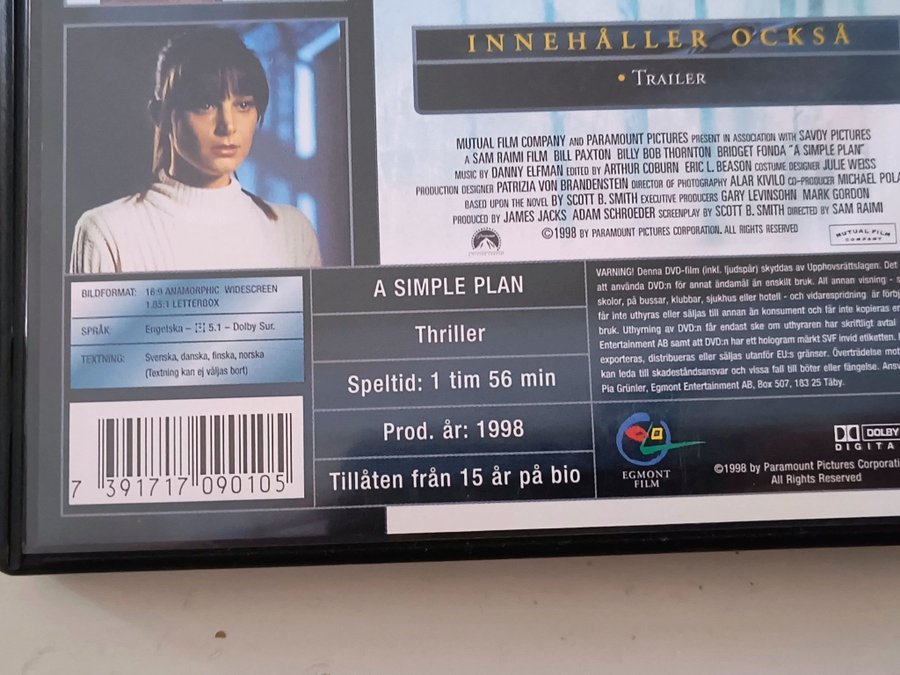 INNEHÅLLER OCKSÅ
• TRAILER
MUTUAL FILM COMPANY AND PARAMOUNT PICTURES PRESENT IN ASSOCIATION WITH SAVOY PICTURES
A SAM RAIMI FILM BILL PAXTON BILLY BOB THORNTON BRIDGET FONDA "A SIMPLE PLAN"
MUSIC BY DANNY ELFMAN EDITED BY ARTHUR COBURN ERIC L. BEASON COSTUME DESIGNER JULIE WEISS
PRODUCTION DESIGNER PATRIZIA VON BRANDENSTEIN DIRECTOR OF PHOTOGRAPHY ALAR KIVILO CO-PRODUCER MICHAEL POLA
BASED UPON THE NOVEL BY SCOTT B. SMITH EXECUTIVE PRODUCERS GARY LEVINSOHN MARK GORDON
PRODUCED BY JAMES JACKS ADAM SCHROEDER SCREENPLAY BY SCOTT B. SMITH DIRECTED BY SAM RAIMI
©1998 BY PARAMOUNT PICTURES CORPORATION. ALL RIGHTS RESERVED
Paramount
MUTUAL FILM
COMPANY
BILDFORMAT: 16:9 ANAMORPHIC WIDESCREEN
1.85:1 LETTERBOX
SPRÅK: Engelska – 5.1 – Dolby Sur.
TEXTNING: Svenska, danska, finska, norska
(Textning kan ej väljas bort)
7 391717 090105
A SIMPLE PLAN
Thriller
Speltid: 1 tim 56 min
Prod. år: 1998
Tillåten från 15 år på bio
VARNING! Denna DVD-film (inkl. ljudspår) skyddas av Upphovsrättslagen. Det
att använda DVD:n för annat ändamål än enskilt bruk. All annan visning - s
skolor, på bussar, klubbar, sjukhus eller hotell - och vidarespridning är förbj
får inte uthyras eller säljas till annan än konsument och får inte kopieras en
bruk. Uthyrning av DVD:n får endast ske om uthyraren har skriftligt avtal
Entertainment AB samt att DVD:n har ett hologram märkt SVF invid etiketten.
exporteras, distribueras eller säljas utanför EU:s gränser. Överträdelse mot
kan leda till skadeståndsansvar och vissa fall till böter eller fängelse. Ansv
Pia Grünler, Egmont Entertainment AB, Box 507, 183 25 Täby.
EGMONT
FILM
DOLBY
DIGITA
©1998 by Paramount Pictures Corporatio
All Rights Reserved